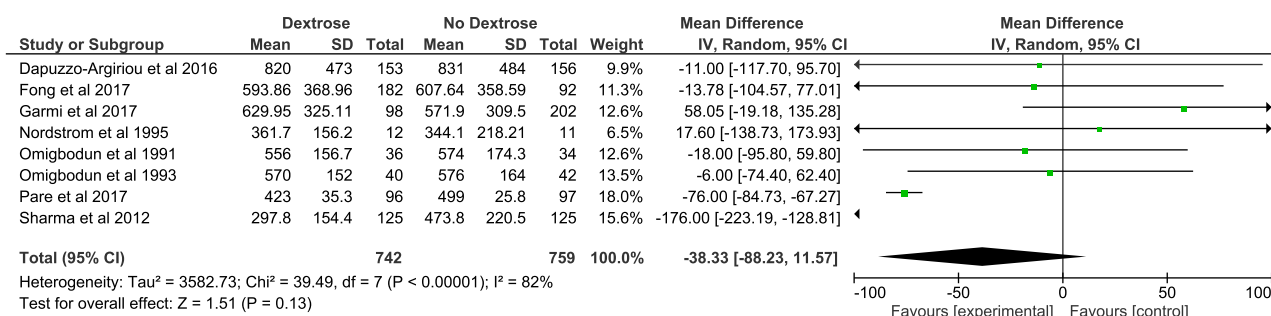 Dextrose No Dextrose Mean Difference Mean Difference
Study or Subgroup Mean SD Total Mean SD Total Weight IV, Random, 95% CI IV, Random, 95% CI
Dapuzzo-Argiriou et al 2016 820 473 153 831 484 156 9.9% -11.00 [-117.70, 95.70]
Fong et al 2017 593.86 368.96 182 607.64 358.59 92 11.3% -13.78 [-104.57, 77.01]
Garmi et al 2017 629.95 325.11 98 571.9 309.5 202 12.6% 58.05 [-19.18, 135.28]
Nordstrom et al 1995 361.7 156.2 12 344.1 218.21 11 6.5% 17.60 [-138.73, 173.93]
Omigbodun et al 1991 556 156.7 36 574 174.3 34 12.6% -18.00 [-95.80, 59.80]
Omigbodun et al 1993 570 152 40 576 164 42 13.5% -6.00 [-74.40, 62.40]
Pare et al 2017 423 35.3 96 499 25.8 97 18.0% -76.00 [-84.73, -67.27]
Sharma et al 2012 297.8 154.4 125 473.8 220.5 125 15.6% -176.00 [-223.19, -128.81]
Total (95% CI) 742 759 100.0% -38.33 [-88.23, 11.57]
Heterogeneity: Tau² = 3582.73; Chi² = 39.49, df = 7 (P < 0.00001); I² = 82%
Test for overall effect: Z = 1.51 (P = 0.13)
-100 -50 0 50 100
Favours [experimental] Favours [control]